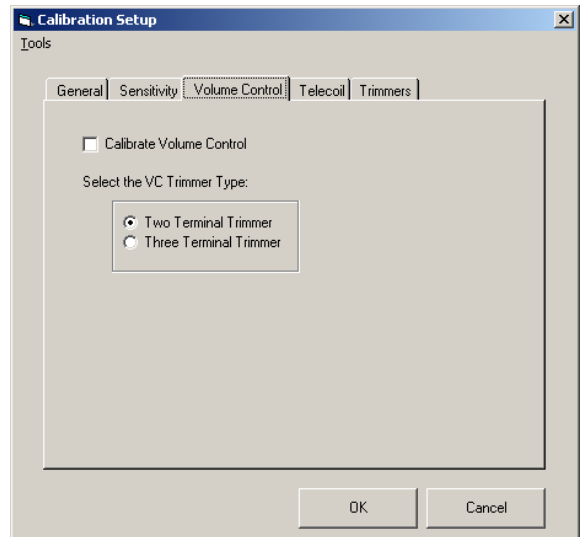 Calibration Setup
Tools
General Sensitivity Volume Control Telecoil Trimmers
Calibrate Volume Control
Select the VC Trimmer Type:
Two Terminal Trimmer
Three Terminal Trimmer
OK Cancel